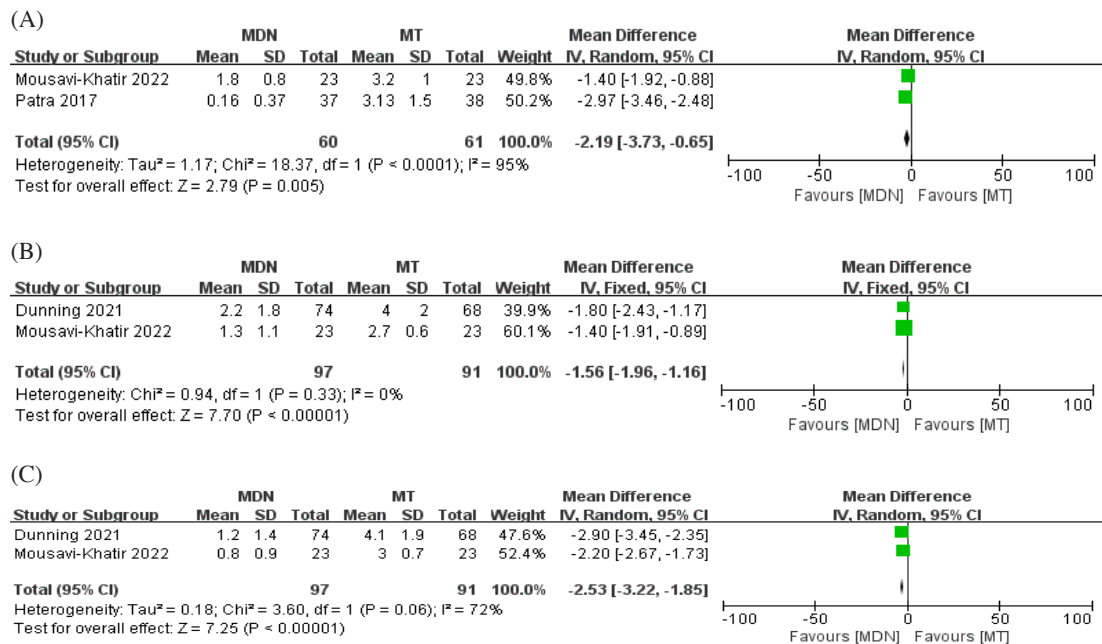 (A)
MDN MT Mean Difference Mean Difference
Study or Subgroup Mean SD Total Mean SD Total Weight IV, Random, 95% CI IV, Random, 95% CI
Mousavi-Khatir 2022 1.8 0.8 23 3.2 1 23 49.8% -1.40 [-1.92, -0.88]
Patra 2017 0.16 0.37 37 3.13 1.5 38 50.2% -2.97 [-3.46, -2.48]
Total (95% CI) 60 61 100.0% -2.19 [-3.73, -0.65]
Heterogeneity: Tau² = 1.17; Chi² = 18.37, df = 1 (P < 0.0001); I² = 95%
Test for overall effect: Z = 2.79 (P = 0.005)
-100 -50 0 50 100
Favours [MDN] Favours [MT]
(B)
MDN MT Mean Difference Mean Difference
Study or Subgroup Mean SD Total Mean SD Total Weight IV, Fixed, 95% CI IV, Fixed, 95% CI
Dunning 2021 2.2 1.8 74 4 2 68 39.9% -1.80 [-2.43, -1.17]
Mousavi-Khatir 2022 1.3 1.1 23 2.7 0.6 23 60.1% -1.40 [-1.91, -0.89]
Total (95% CI) 97 91 100.0% -1.56 [-1.96, -1.16]
Heterogeneity: Chi² = 0.94, df = 1 (P = 0.33); I² = 0%
Test for overall effect: Z = 7.70 (P < 0.00001)
-100 -50 0 50 100
Favours [MDN] Favours [MT]
(C)
MDN MT Mean Difference Mean Difference
Study or Subgroup Mean SD Total Mean SD Total Weight IV, Random, 95% CI IV, Random, 95% CI
Dunning 2021 1.2 1.4 74 4.1 1.9 68 47.6% -2.90 [-3.45, -2.35]
Mousavi-Khatir 2022 0.8 0.9 23 3 0.7 23 52.4% -2.20 [-2.67, -1.73]
Total (95% CI) 97 91 100.0% -2.53 [-3.22, -1.85]
Heterogeneity: Tau² = 0.18; Chi² = 3.60, df = 1 (P = 0.06); I² = 72%
Test for overall effect: Z = 7.25 (P < 0.00001)
-100 -50 0 50 100
Favours [MDN] Favours [MT]